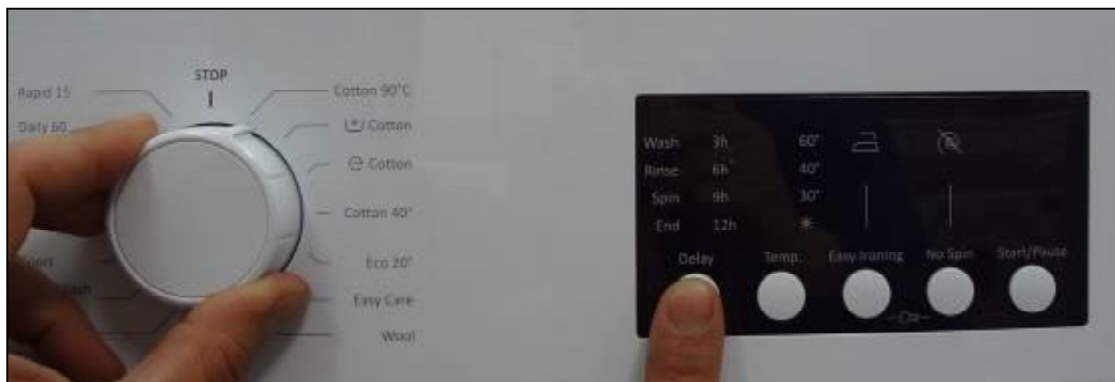 STOP
Rapid 15
Daily 60
Cotton 90°C
Cotton
Cotton
Cotton 40°
Eco 20°
Easy Care
Wool
Wash 3h 60°
Rinse 6h 40°
Spin 9h 30°
End 12h
Delay Temp. Easy Ironing No Spin Start/Pause